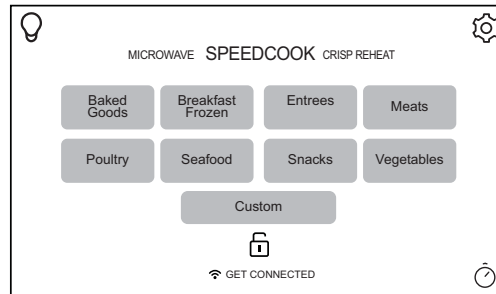 MICROWAVE SPEEDCOOK CRISP REHEAT
Baked Goods
Breakfast Frozen
Entrees
Meats
Poultry
Seafood
Snacks
Vegetables
Custom
GET CONNECTED